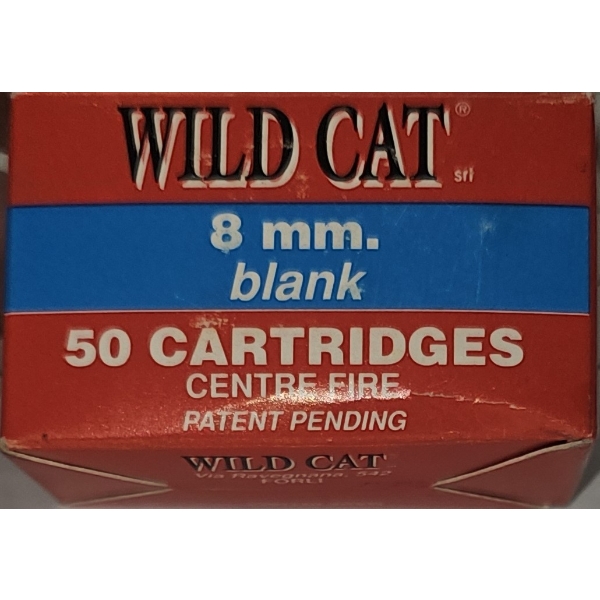 WILD CAT® srl
8 mm.
blank
50 CARTRIDGES
CENTRE FIRE
PATENT PENDING
WILD CAT
Via Ravegnana, 542
FORLI